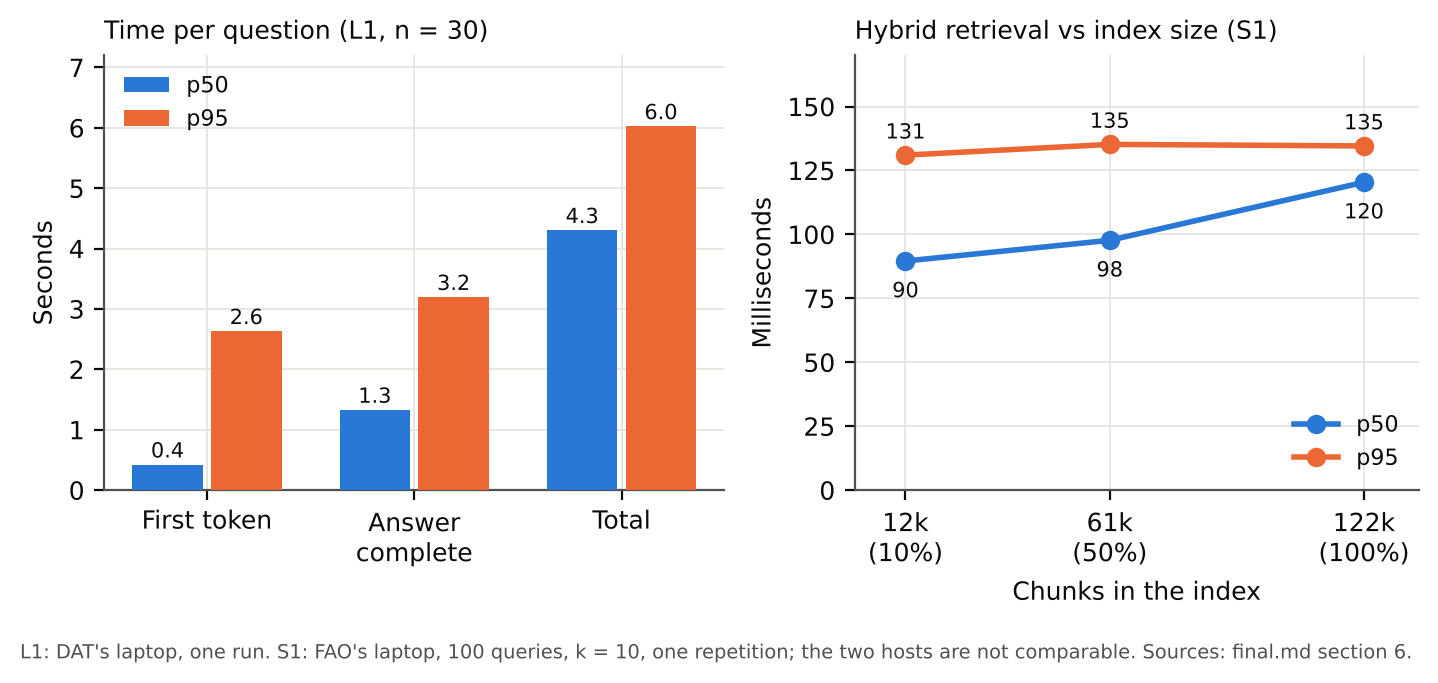 Time per question (L1, n = 30)
7
6
5
4
3
2
1
0
Seconds
p50
p95
0.4
2.6
1.3
3.2
4.3
6.0
First token
Answer
complete
Total
Hybrid retrieval vs index size (S1)
150
125
100
75
50
25
0
Milliseconds
131
135
135
90
98
120
p50
p95
12k
(10%)
61k
(50%)
122k
(100%)
Chunks in the index
L1: DAT's laptop, one run. S1: FAO's laptop, 100 queries, k = 10, one repetition; the two hosts are not comparable. Sources: final.md section 6.